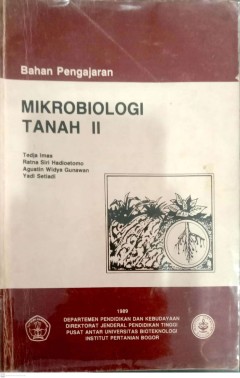 Bahan Pengajaran
MIKROBIOLOGI
TANAH II
Tedja Imas
Ratna Siri Hadioetomo
Agustin Widya Gunawan
Yadi Setiadi
1989
DEPARTEMEN PENDIDIKAN DAN KEBUDAYAAN
DIREKTORAT JENDERAL PENDIDIKAN TINGGI
PUSAT ANTAR UNIVERSITAS BIOTEKNOLOGI
INSTITUT PERTANIAN BOGOR